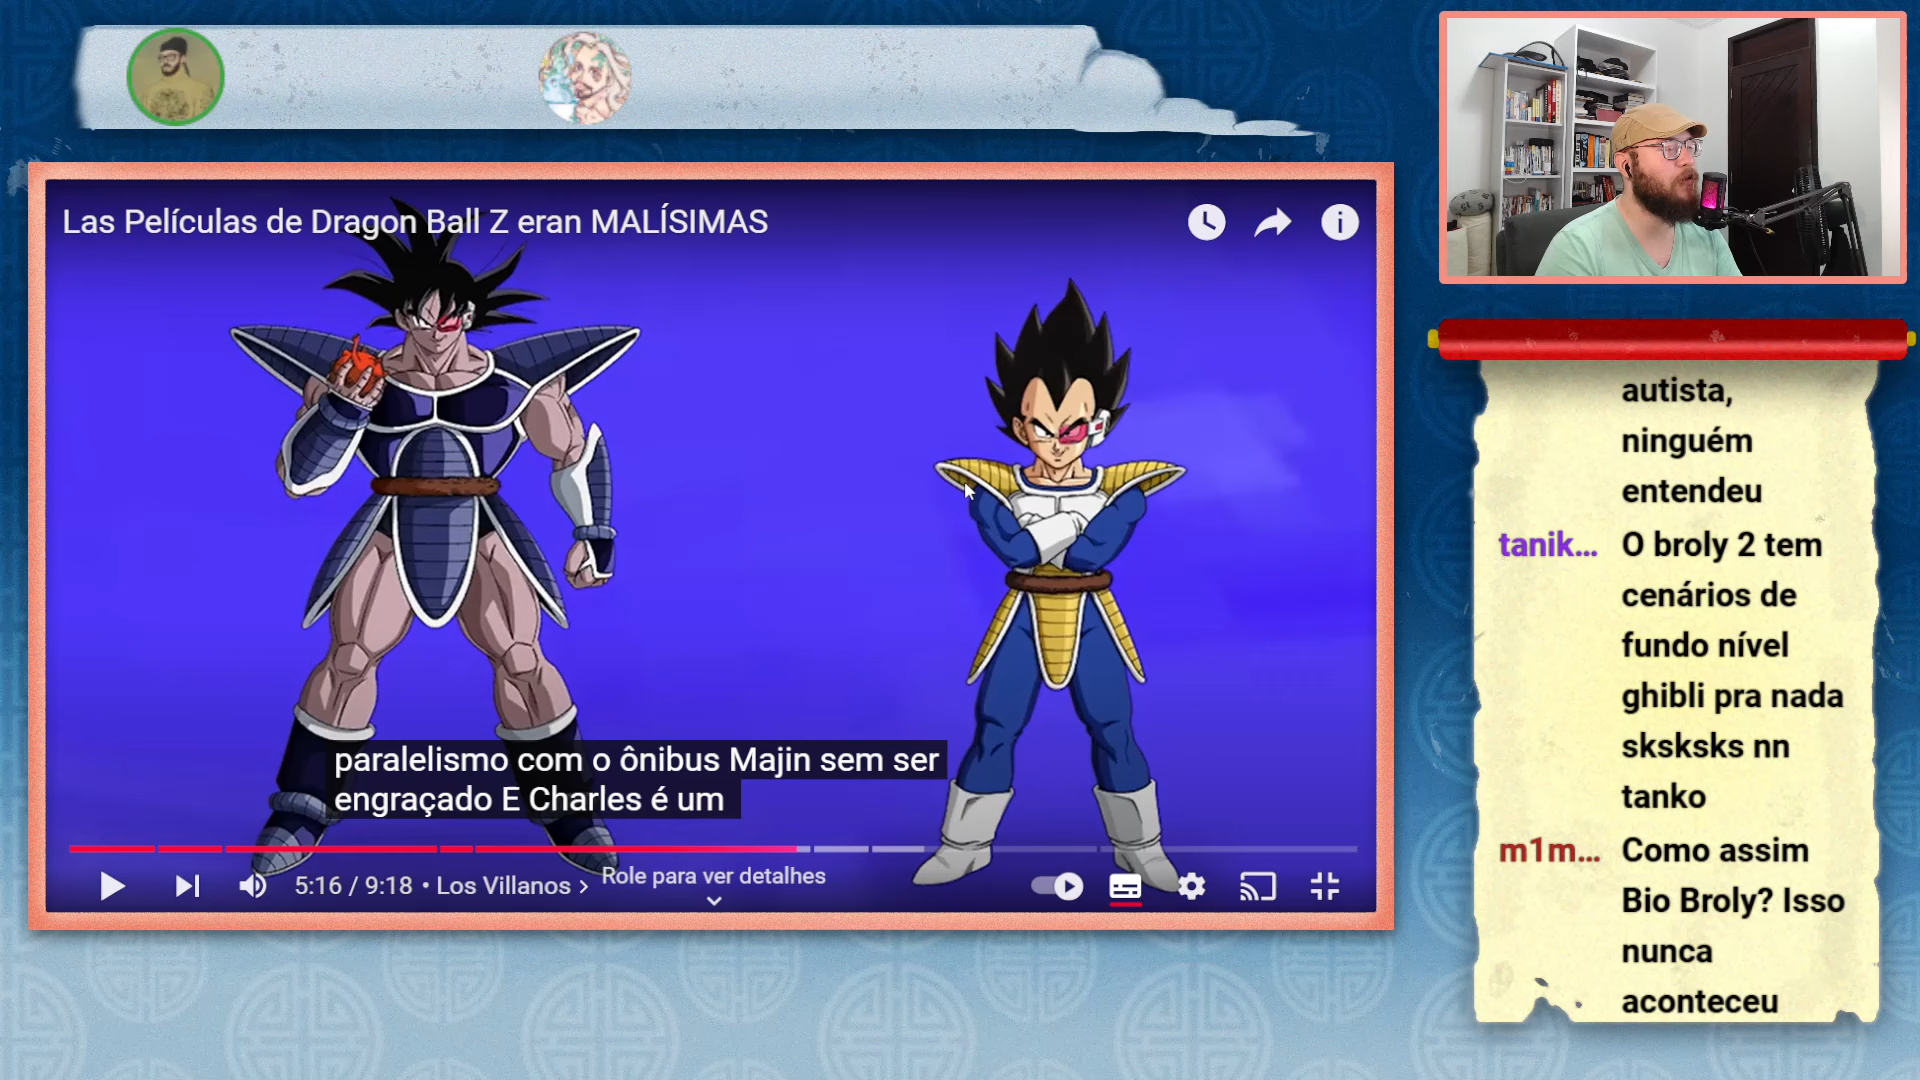 Las Películas de Dragon Ball Z eran MALÍSIMAS
paralelismo com o ônibus Majin sem ser
engraçado E Charles é um
5:16 / 9:18 • Los Villanos ›
Role para ver detalhes
autista,
ninguém
entendeu
tanik... O broly 2 tem
cenários de
fundo nível
ghibli pra nada
sksksks nn
tanko
m1m... Como assim
Bio Broly? Isso
nunca
aconteceu